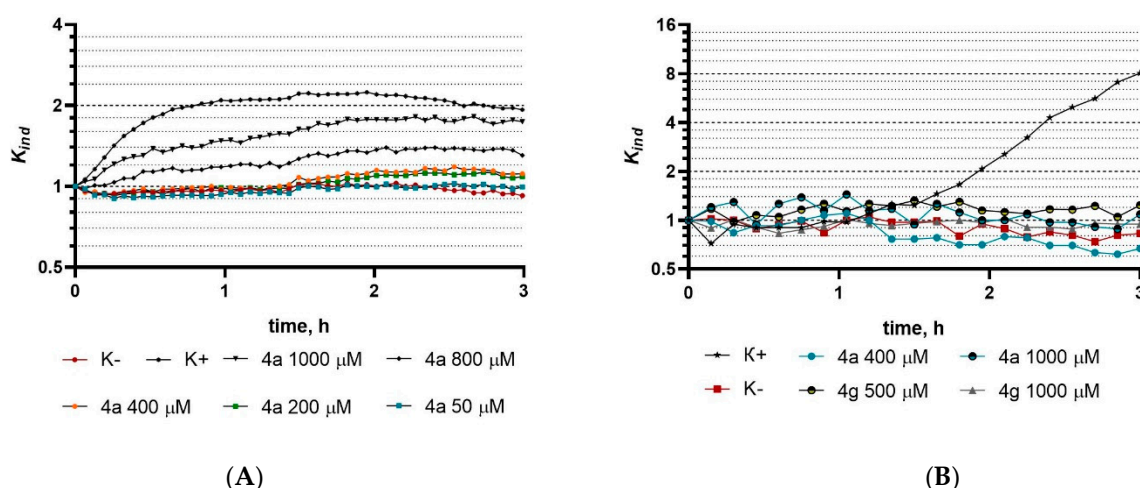 4
2
1
0.5
K_ind
0 1 2 3
time, h
K- K+ 4a 1000 μM 4a 800 μM
4a 400 μM 4a 200 μM 4a 50 μM
(A)
16
8
4
2
1
0.5
K_ind
0 1 2 3
time, h
K+ 4a 400 μM 4a 1000 μM
K- 4g 500 μM 4g 1000 μM
(B)